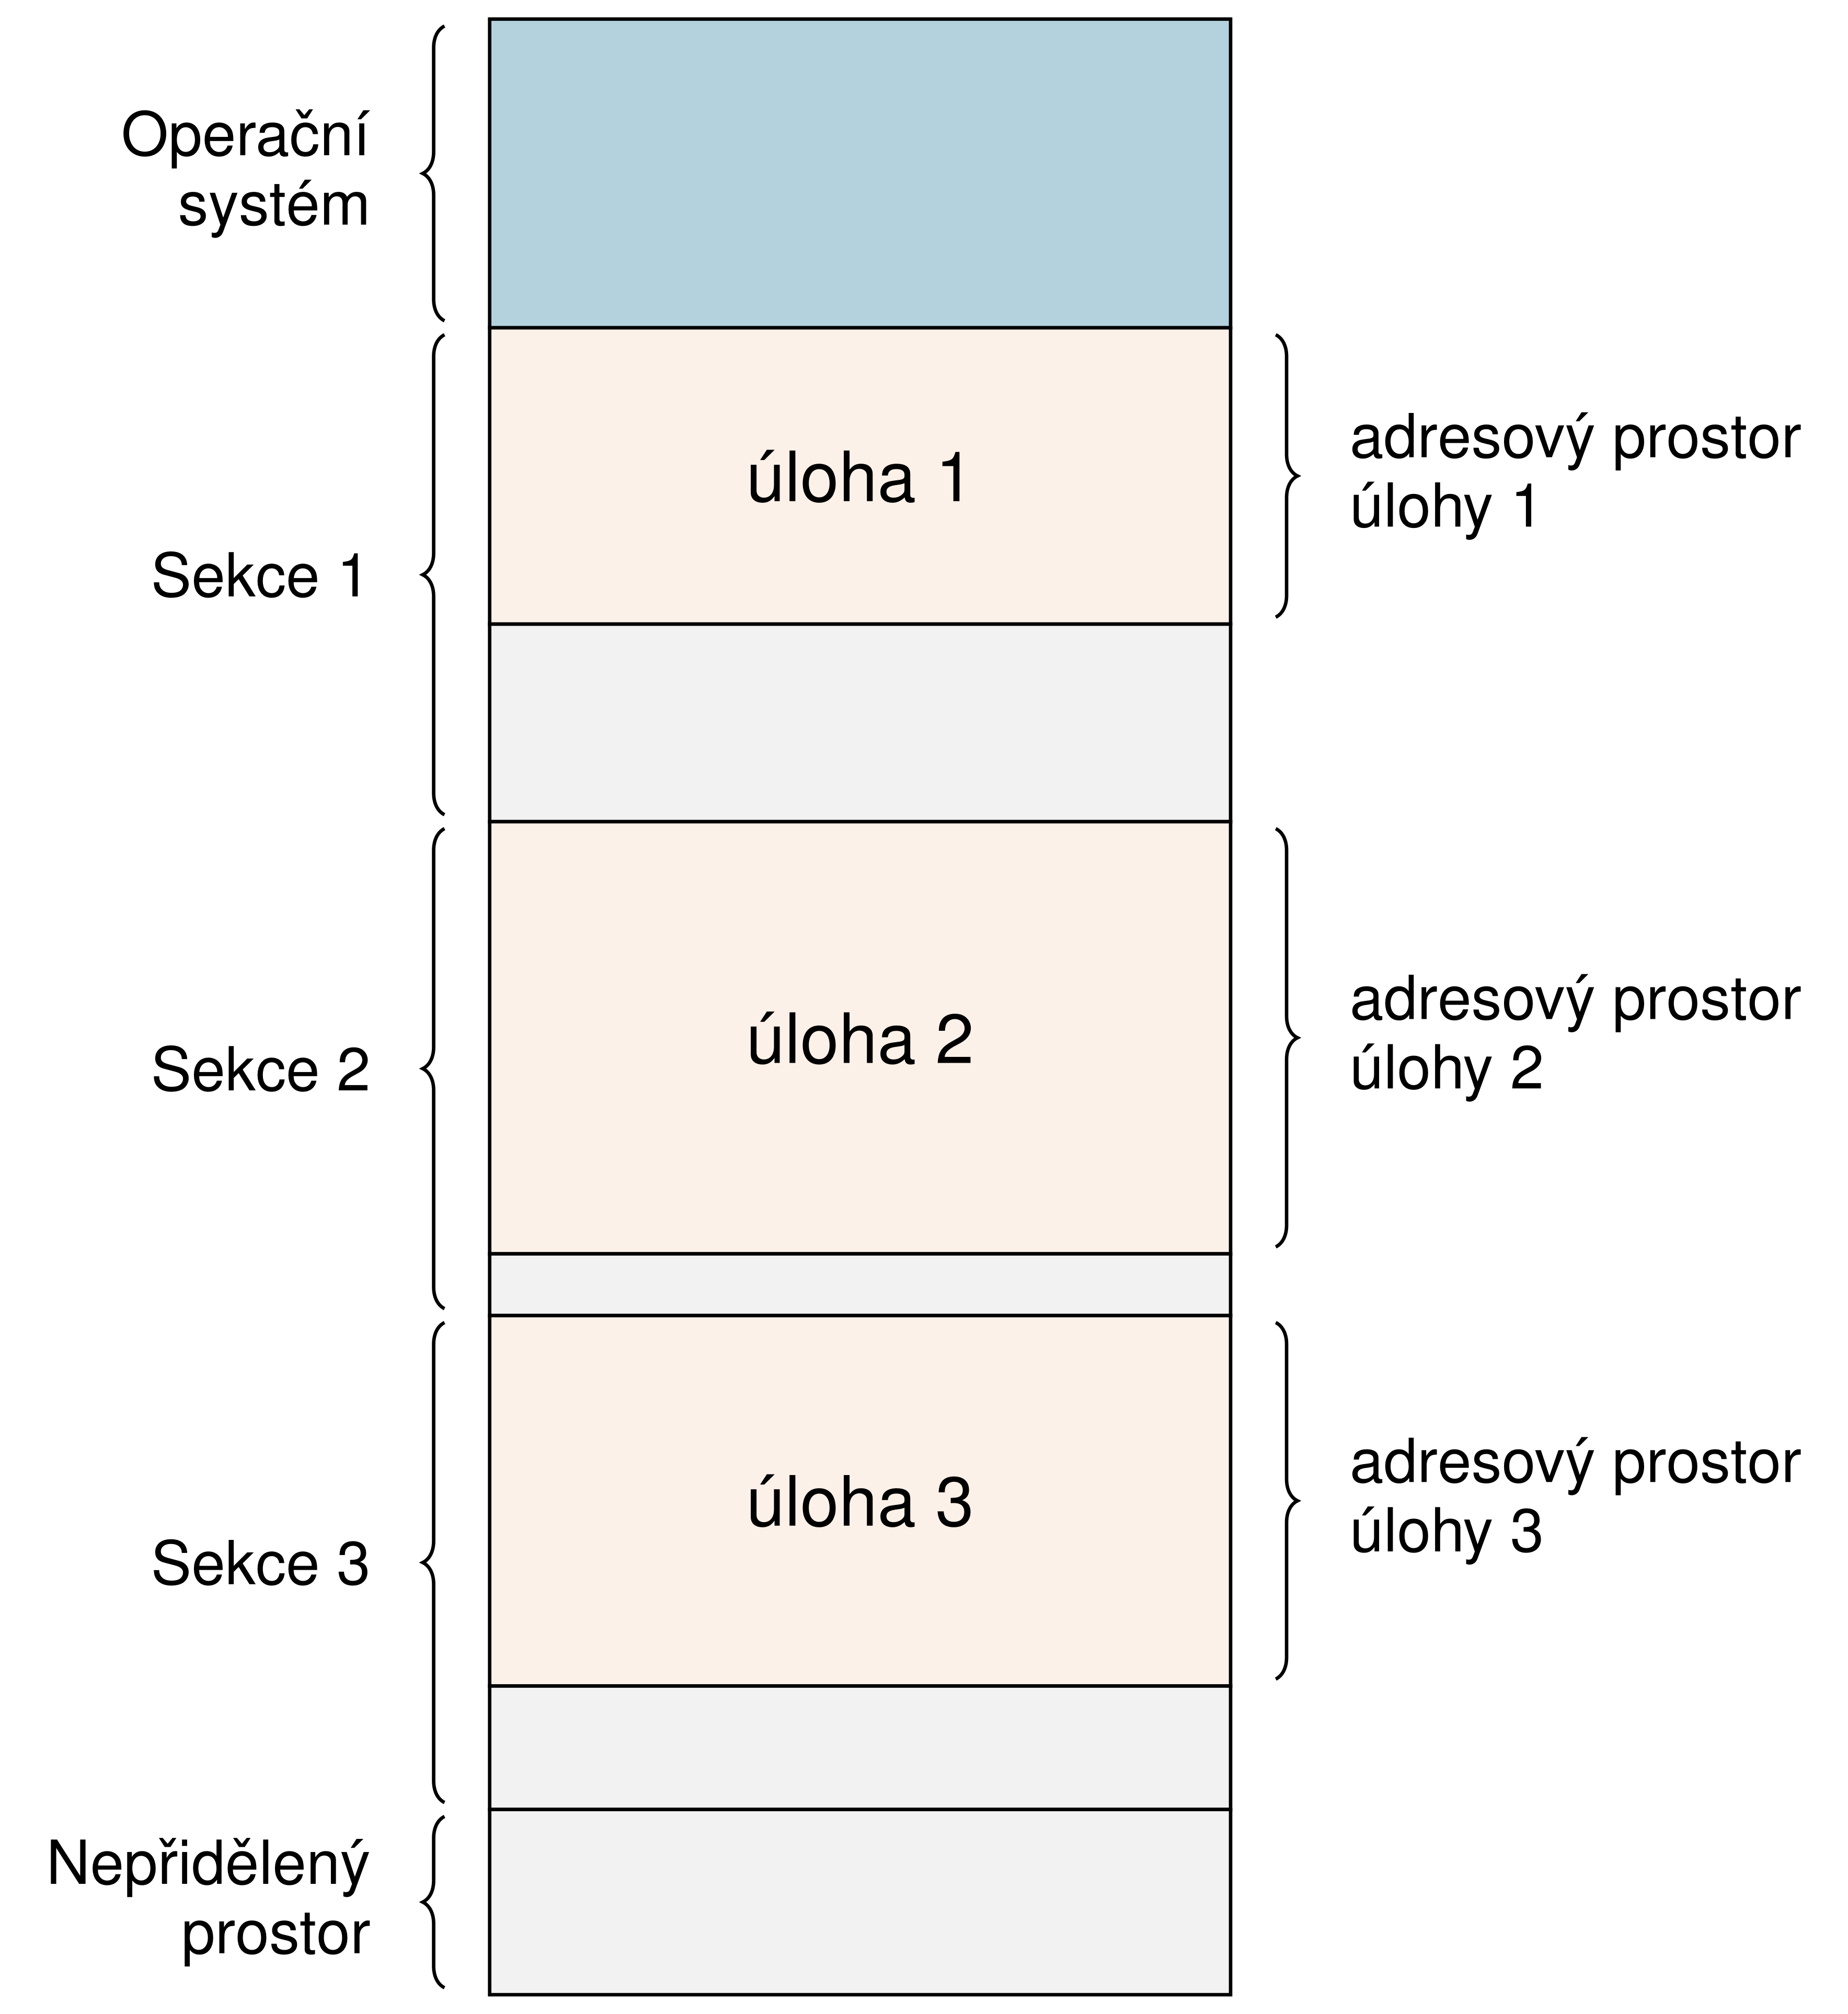 Operační
systém
úloha 1
adresový prostor
úlohy 1
Sekce 1
úloha 2
adresový prostor
úlohy 2
Sekce 2
úloha 3
adresový prostor
úlohy 3
Sekce 3
Nepřidělený
prostor